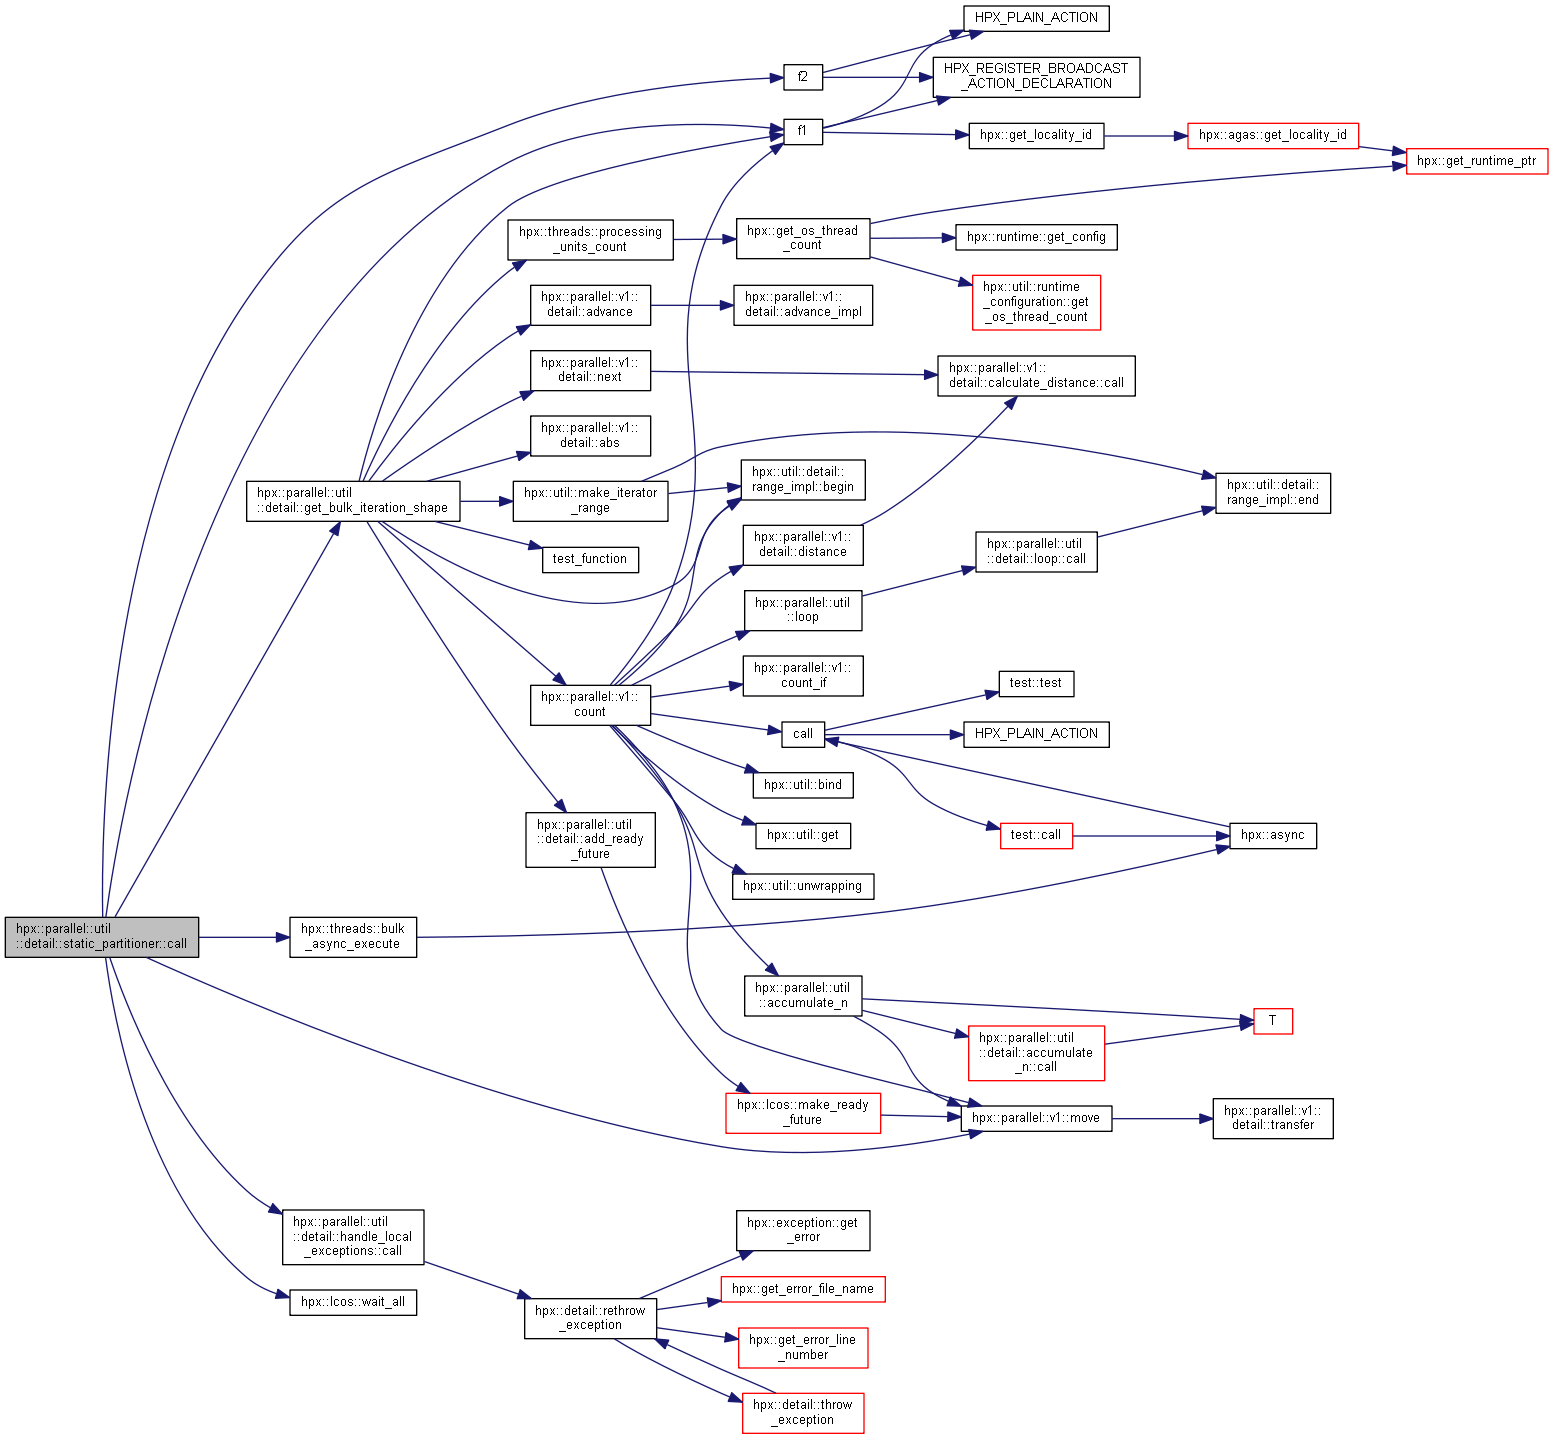 HPX_PLAIN_ACTION
f2
HPX_REGISTER_BROADCAST
_ACTION_DECLARATION
f1
hpx::get_locality_id
hpx::agas::get_locality_id
hpx::get_runtime_ptr
hpx::threads::processing
_units_count
hpx::get_os_thread
_count
hpx::runtime::get_config
hpx::util::runtime
_configuration::get
_os_thread_count
hpx::parallel::v1::
detail::advance
hpx::parallel::v1::
detail::advance_impl
hpx::parallel::v1::
detail::next
hpx::parallel::v1::
detail::calculate_distance::call
hpx::parallel::v1::
detail::abs
hpx::parallel::util
::detail::get_bulk_iteration_shape
hpx::util::make_iterator
_range
hpx::util::detail::
range_impl::begin
hpx::util::detail::
range_impl::end
test_function
hpx::parallel::v1::
detail::distance
hpx::parallel::util
::detail::loop::call
hpx::parallel::util
::loop
hpx::parallel::v1::
count_if
hpx::parallel::v1::
count
test::test
call
HPX_PLAIN_ACTION
hpx::util::bind
hpx::parallel::util
::detail::add_ready
_future
hpx::util::get
test::call
hpx::async
hpx::util::unwrapping
hpx::parallel::util
::detail::static_partitioner::call
hpx::threads::bulk
_async_execute
hpx::parallel::util
::accumulate_n
T
hpx::parallel::util
::detail::accumulate
_n::call
hpx::lcos::make_ready
_future
hpx::parallel::v1::move
hpx::parallel::v1::
detail::transfer
hpx::parallel::util
::detail::handle_local
_exceptions::call
hpx::exception::get
_error
hpx::get_error_file_name
hpx::lcos::wait_all
hpx::detail::rethrow
_exception
hpx::get_error_line
_number
hpx::detail::throw
_exception